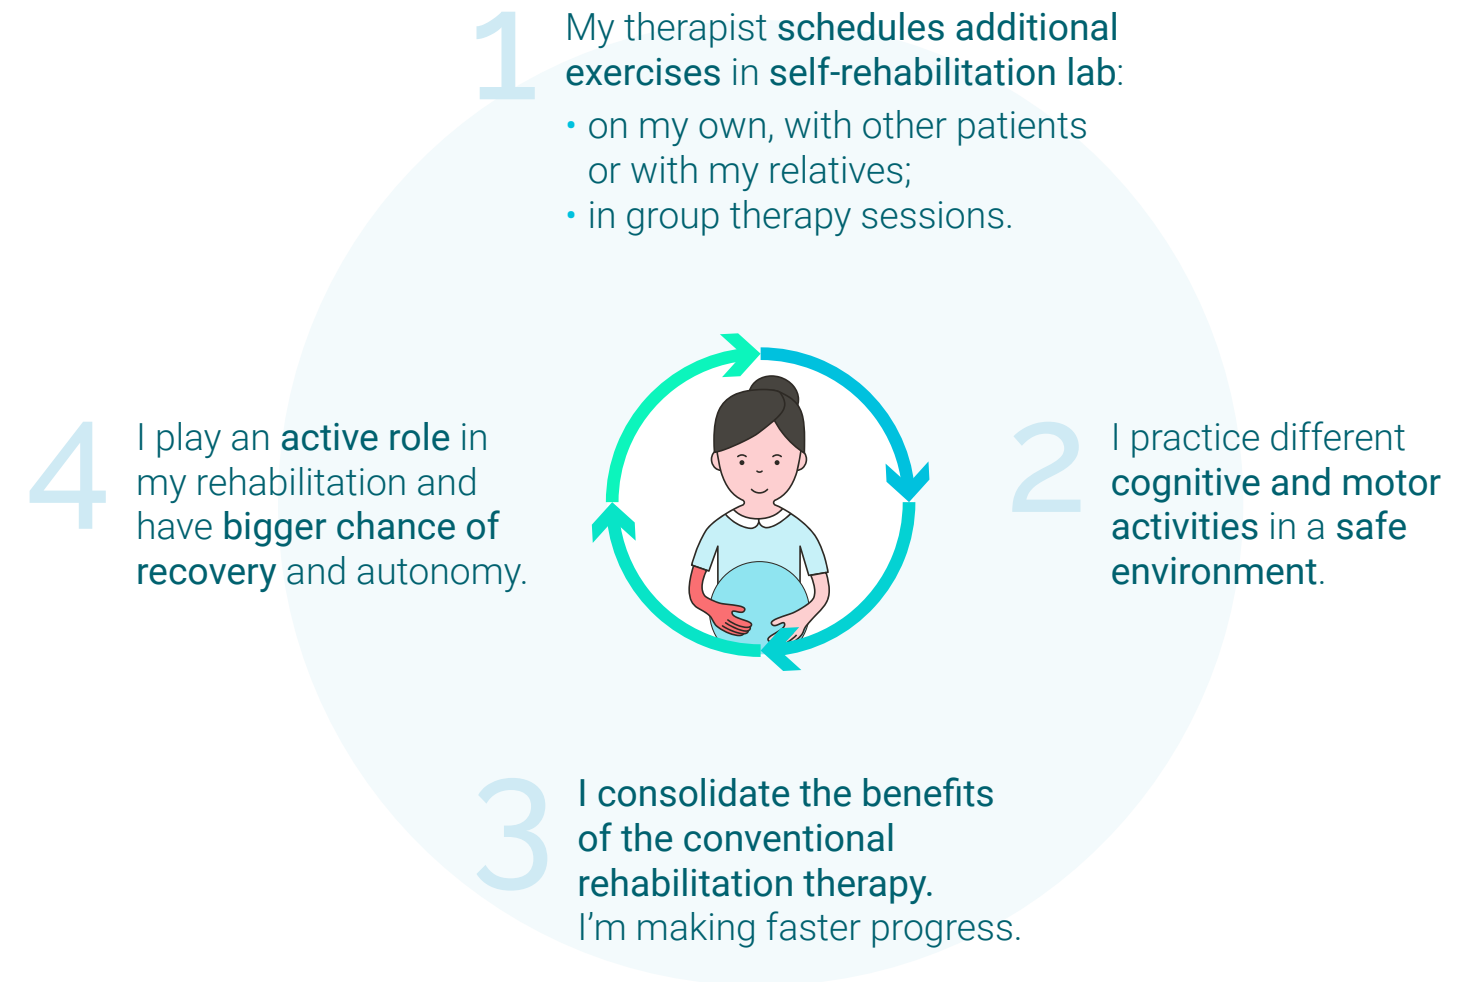 1
My therapist schedules additional
exercises in self-rehabilitation lab:
• on my own, with other patients
or with my relatives;
• in group therapy sessions.
2
I practice different
cognitive and motor
activities in a safe
environment.
3
I consolidate the benefits
of the conventional
rehabilitation therapy.
I'm making faster progress.
4
I play an active role in
my rehabilitation and
have bigger chance of
recovery and autonomy.